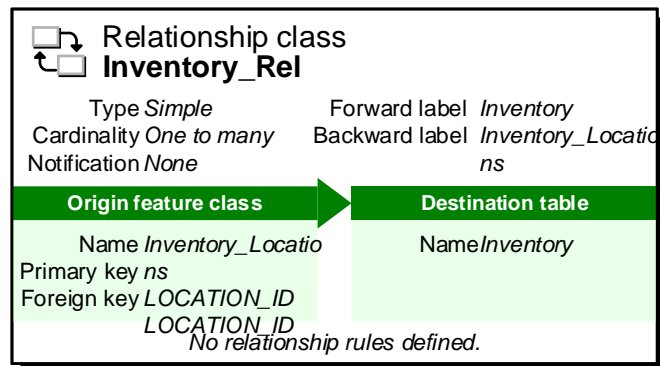 Relationship class
Inventory_Rel
Type Simple
Forward label Inventory
Cardinality One to many
Backward label Inventory_Locatio
Notification None
ns
Origin feature class
Destination table
Name Inventory_Locatio
Name Inventory
Primary key ns
Foreign key LOCATION_ID
LOCATION_ID
No relationship rules defined.